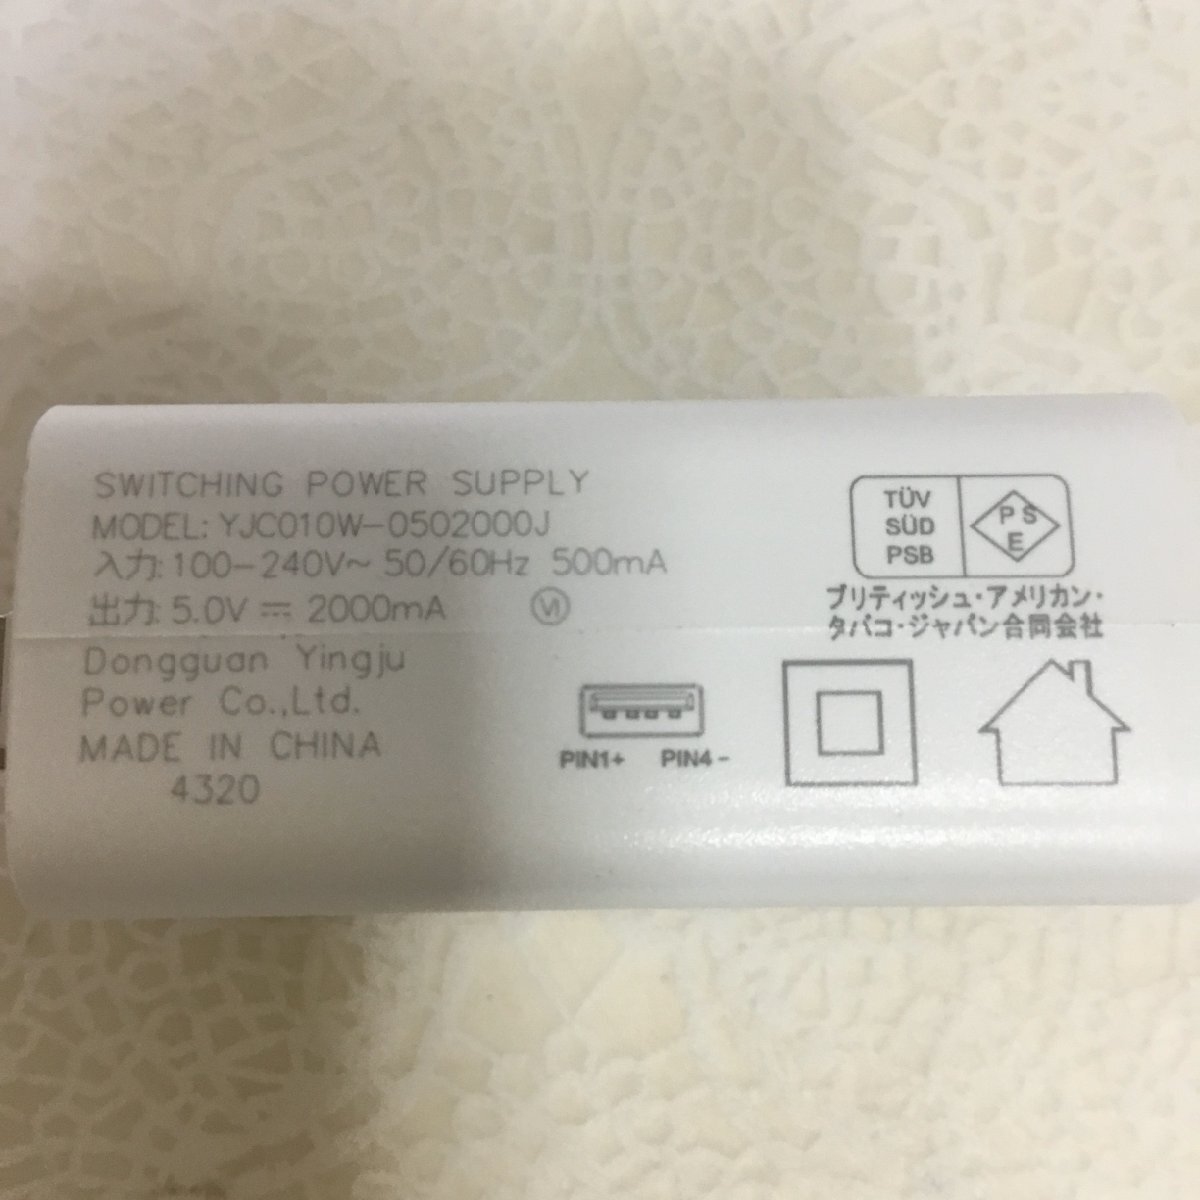 SWITCHING POWER SUPPLY
MODEL: YJC010W-0502000J
入力: 100-240V~ 50/60Hz 500mA
出力: 5.0V ⎓ 2000mA Ⅵ
Dongguan Yingju
Power Co.,Ltd.
MADE IN CHINA
4320
TÜV
SÜD
PSB
PS
E
ブリティッシュ・アメリカン・
タバコ・ジャパン合同会社
PIN1+ PIN4-